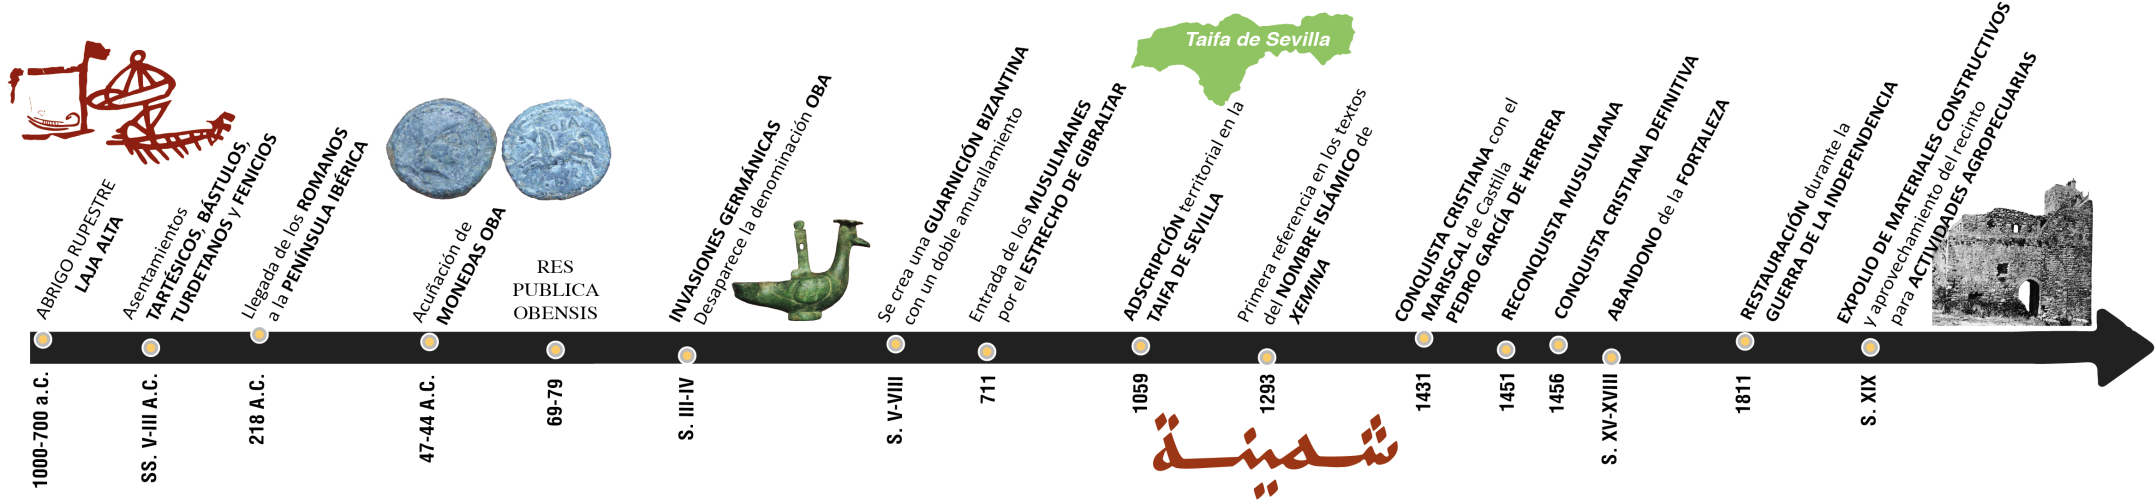 ABRIGO RUPESTRE
LAJA ALTA
1000-700 a.C.
Asentamientos
TARTÉSICOS, BÁSTULOS,
TURDETANOS y FENICIOS
SS. V-III A.C.
Llegada de los ROMANOS
a la PENÍNSULA IBÉRICA
218 A.C.
Acuñación de
MONEDAS OBA
47-44 A.C.
RES
PUBLICA
OBENSIS
69-79
INVASIONES GERMÁNICAS
Desaparece la denominación OBA
S. III-IV
Se crea una GUARNICIÓN BIZANTINA
con un doble amurallamiento
S. V-VIII
Entrada de los MUSULMANES
por el ESTRECHO DE GIBRALTAR
711
Taifa de Sevilla
ADSCRIPCIÓN territorial en la
TAIFA DE SEVILLA
1059
Primera referencia en los textos
del NOMBRE ISLÁMICO de
XEMINA
1293
شمينة
CONQUISTA CRISTIANA con el
MARISCAL de Castilla
PEDRO GARCÍA DE HERRERA
1431
RECONQUISTA MUSULMANA
1451
CONQUISTA CRISTIANA DEFINITIVA
1456
ABANDONO de la FORTALEZA
S. XV-XVIII
RESTAURACIÓN durante la
GUERRA DE LA INDEPENDENCIA
1811
EXPOLIO DE MATERIALES CONSTRUCTIVOS
y aprovechamiento del recinto
para ACTIVIDADES AGROPECUARIAS
S. XIX